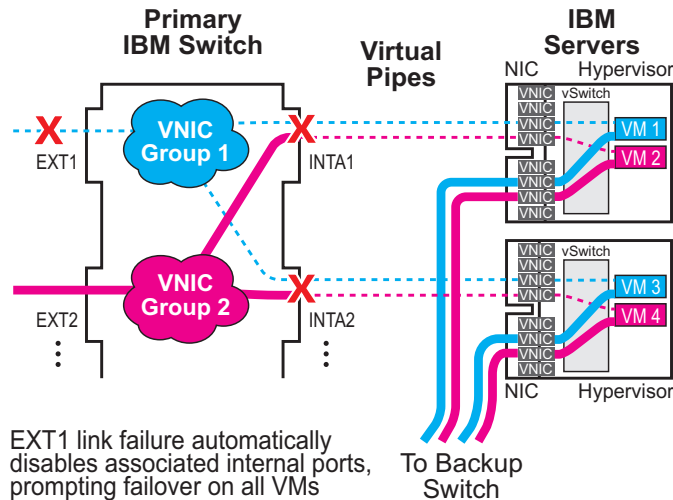 Primary
IBM Switch
Virtual
Pipes
IBM
Servers
NIC
Hypervisor
VNIC
VNIC
VNIC
VNIC
vSwitch
VM 1
VM 2
VNIC
VNIC
VNIC
VNIC
EXT1
VNIC
Group 1
INTA1
VNIC
Group 2
EXT2
INTA2
VNIC
VNIC
VNIC
VNIC
vSwitch
VM 3
VM 4
VNIC
VNIC
VNIC
VNIC
NIC
Hypervisor
EXT1 link failure automatically
disables associated internal ports,
prompting failover on all VMs
To Backup
Switch